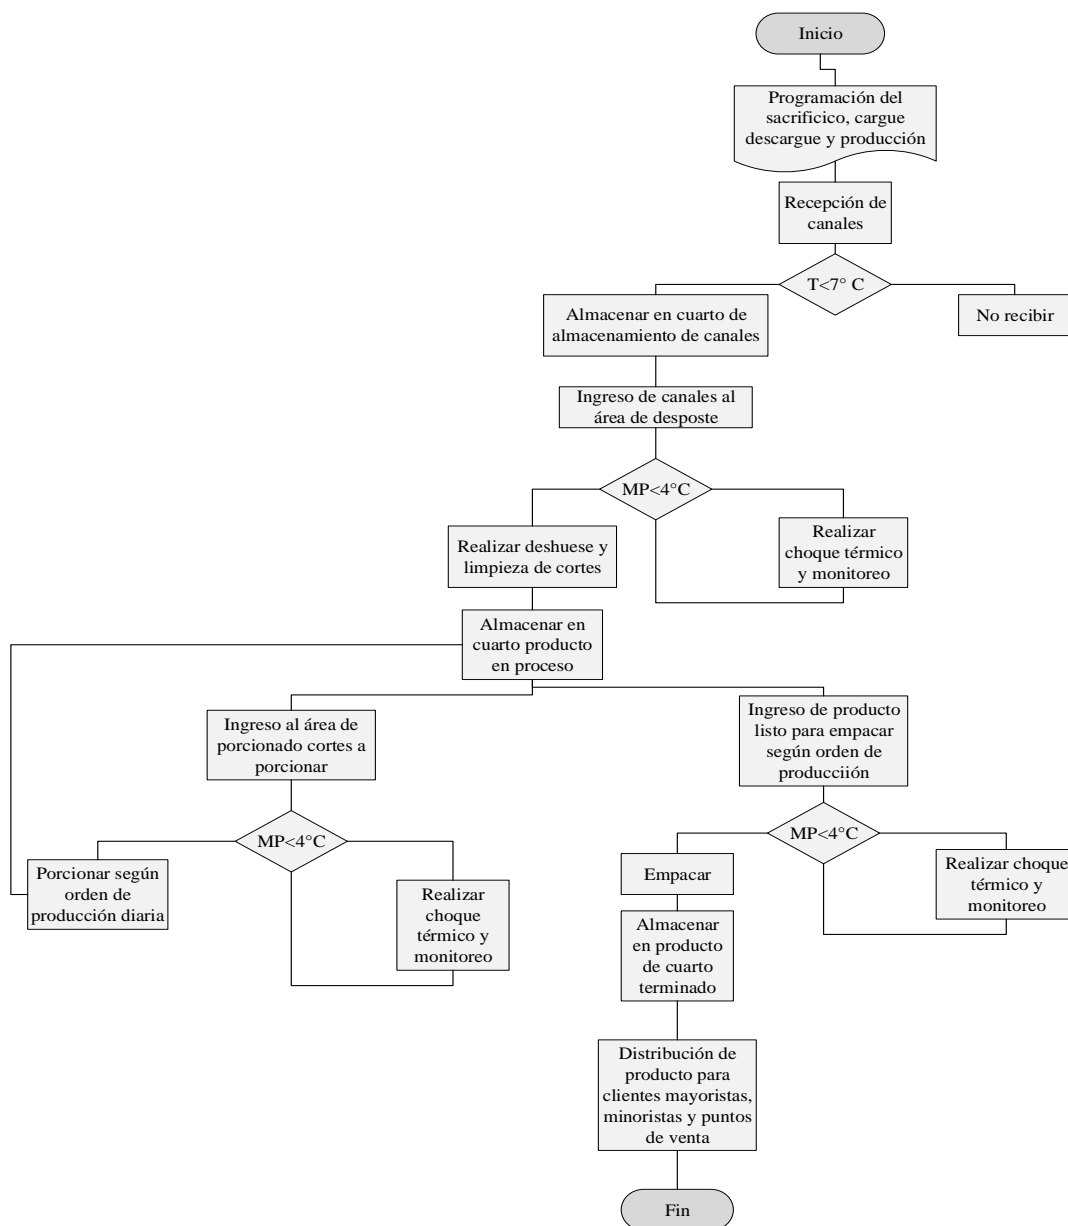 Inicio
Programación del
sacrificico, cargue
descargue y producción
Recepción de
canales
T<7° C
Almacenar en cuarto de
almacenamiento de canales
No recibir
Ingreso de canales al
área de desposte
MP<4°C
Realizar deshuese y
limpieza de cortes
Realizar
choque térmico
y monitoreo
Almacenar en
cuarto producto
en proceso
Ingreso al área de
porcionado cortes a
porcionar
Ingreso de producto
listo para empacar
según orden de
producciión
MP<4°C
MP<4°C
Porcionar según
orden de
producción diaria
Realizar
choque
térmico y
monitoreo
Empacar
Realizar choque
térmico y
monitoreo
Almacenar
en producto
de cuarto
terminado
Distribución de
producto para
clientes mayoristas,
minoristas y puntos
de venta
Fin